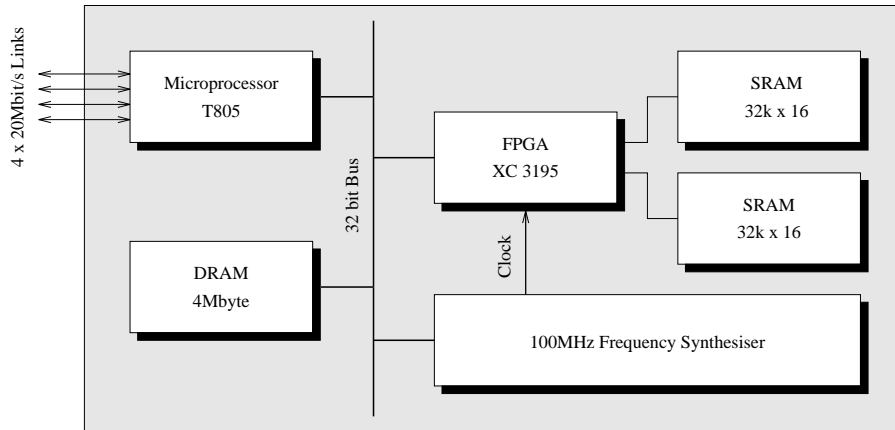 4 x 20Mbit/s Links
Microprocessor
T805
32 bit Bus
FPGA
XC 3195
SRAM
32k x 16
SRAM
32k x 16
DRAM
4Mbyte
Clock
100MHz Frequency Synthesiser